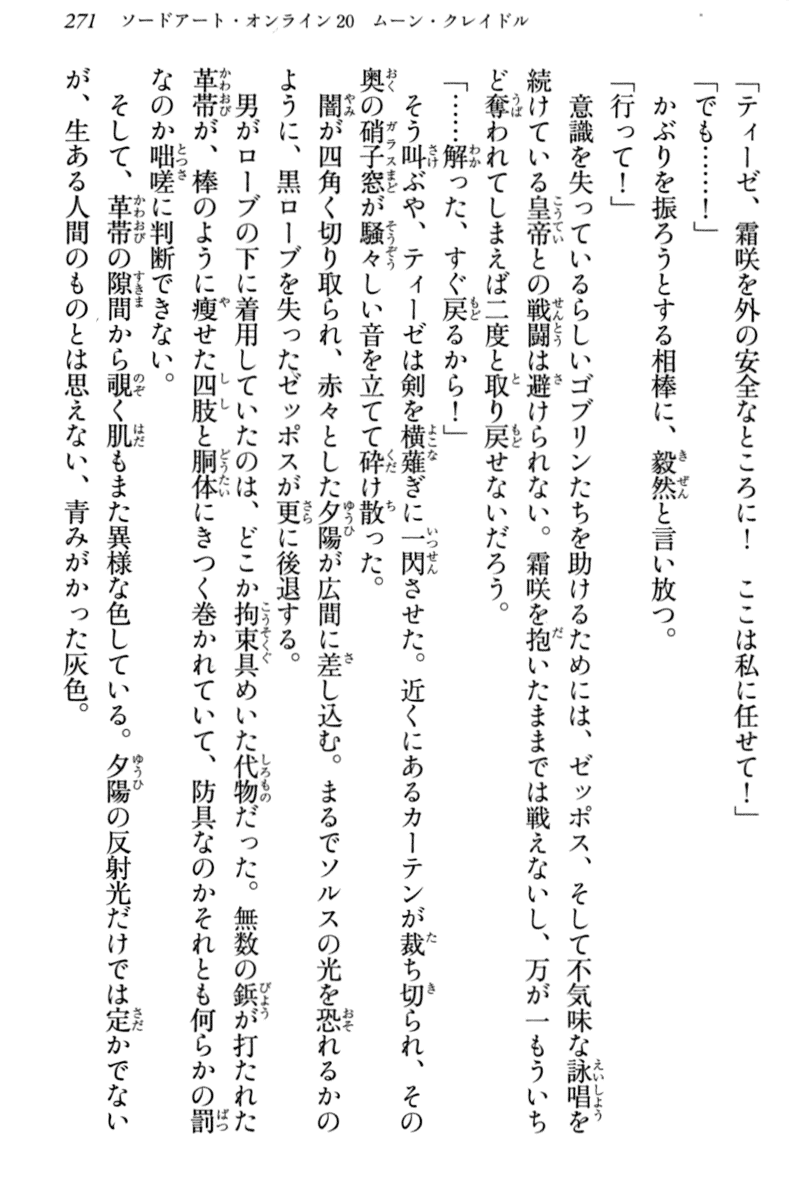 271　ソードアート・オンライン20　ムーン・クレイドル
「ティーゼ、霜咲を外の安全なところに！　ここは私に任せて！」
「でも……！」
　かぶりを振ろうとする相棒に、毅然と言い放つ。
「行って！」
　意識を失っているらしいゴブリンたちを助けるためには、ゼッポス、そして不気味な詠唱を
続けている皇帝との戦闘は避けられない。霜咲を抱いたままでは戦えないし、万が一もういち
ど奪われてしまえば二度と取り戻せないだろう。
「……解った、すぐ戻るから！」
　そう叫ぶや、ティーゼは剣を横薙ぎに一閃させた。近くにあるカーテンが裁ち切られ、その
奥の硝子窓が騒々しい音を立てて砕け散った。
　闇が四角く切り取られ、赤々とした夕陽が広間に差し込む。まるでソルスの光を恐れるかの
ように、黒ローブを失ったゼッポスが更に後退する。
　男がローブの下に着用していたのは、どこか拘束具めいた代物だった。無数の鋲が打たれた
革帯が、棒のように痩せた四肢と胴体にきつく巻かれていて、防具なのかそれとも何らかの罰
なのか咄嗟に判断できない。
　そして、革帯の隙間から覗く肌もまた異様な色している。夕陽の反射光だけでは定かでない
が、生ある人間のものとは思えない、青みがかった灰色。